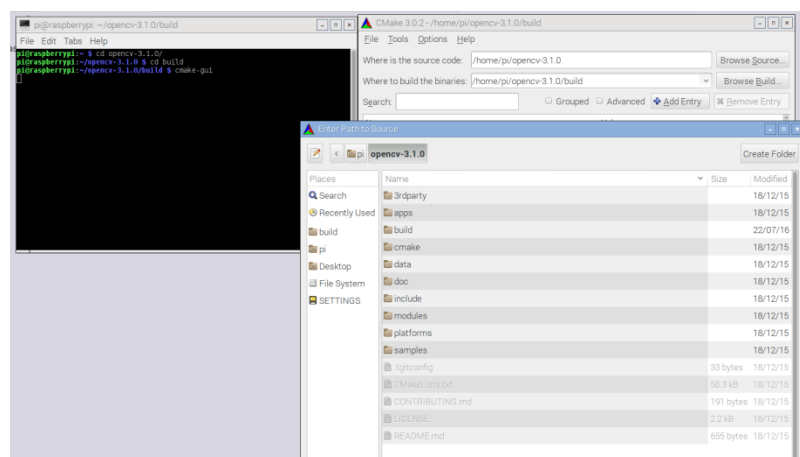 pi@raspberrypi: ~/opencv-3.1.0/build
File Edit Tabs Help
pi@raspberrypi:~ $ cd opencv-3.1.0/
pi@raspberrypi:~/opencv-3.1.0 $ cd build
pi@raspberrypi:~/opencv-3.1.0/build $ cmake-gui
CMake 3.0.2 - /home/pi/opencv-3.1.0/build
File Tools Options Help
Where is the source code: /home/pi/opencv-3.1.0 Browse Source...
Where to build the binaries: /home/pi/opencv-3.1.0/build Browse Build...
Search: Grouped Advanced Add Entry Remove Entry
Enter Path to Source
pi opencv-3.1.0 Create Folder
Places Name Size Modified
Search 3rdparty 18/12/15
Recently Used apps 18/12/15
build build 22/07/16
pi cmake 18/12/15
Desktop data 18/12/15
File System doc 18/12/15
SETTINGS include 18/12/15
modules 18/12/15
platforms 18/12/15
samples 18/12/15
.tgitconfig 33 bytes 18/12/15
CMakeLists.txt 58.3 kB 18/12/15
CONTRIBUTING.md 191 bytes 18/12/15
LICENSE 2.2 kB 18/12/15
README.md 655 bytes 18/12/15